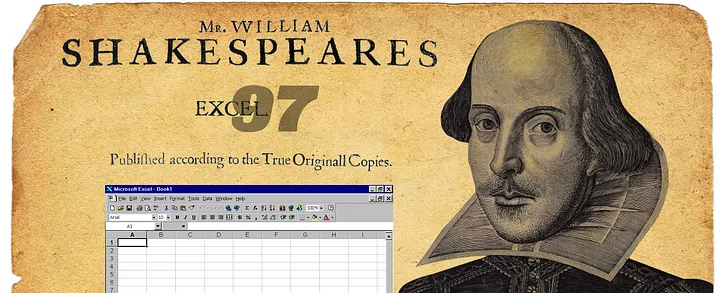 Mr. WILLIAM
SHAKESPEARES
EXCEL 97
Publiſhed according to the True Originall Copies.
Microsoft Excel - Book1
File Edit View Insert Format Tools Data Window Help
100%
Arial 10 B I U
A1 =
A B C D E F G H I
1
2
3
4
5
6
7